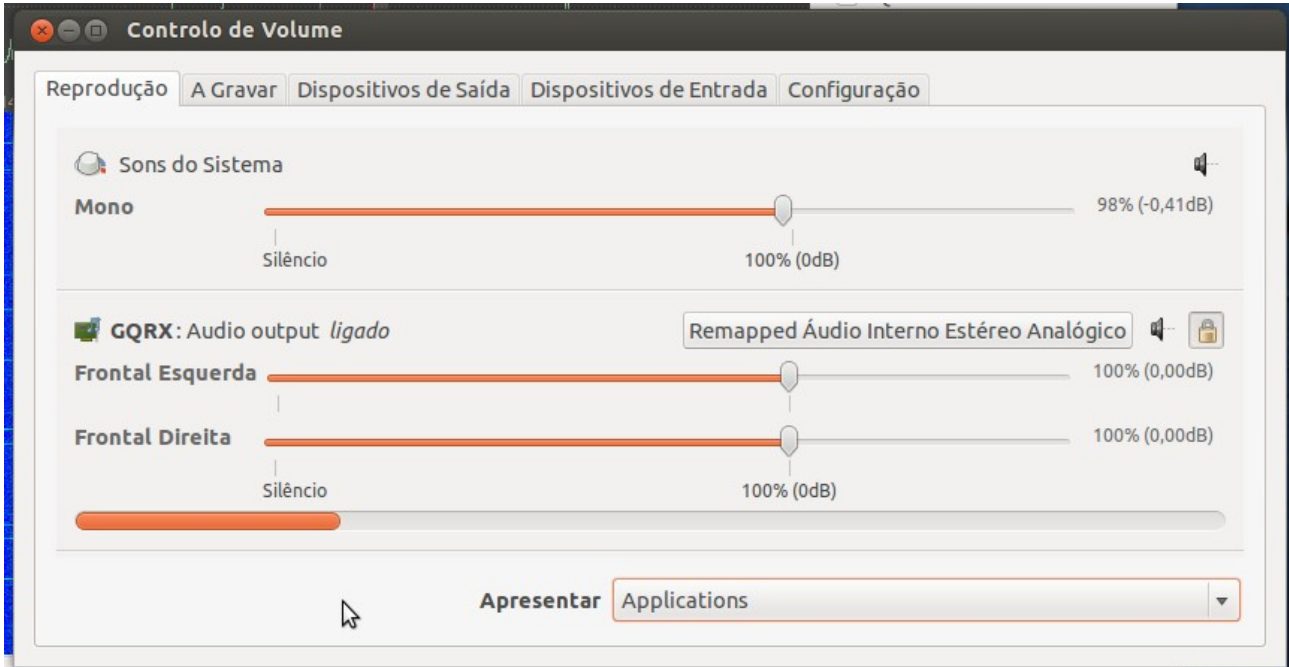 Controlo de Volume
Reprodução A Gravar Dispositivos de Saída Dispositivos de Entrada Configuração
Sons do Sistema
Mono 98% (-0,41dB)
Silêncio 100% (0dB)
GQRX: Audio output ligado Remapped Áudio Interno Estéreo Analógico
Frontal Esquerda 100% (0,00dB)
Frontal Direita 100% (0,00dB)
Silêncio 100% (0dB)
Apresentar Applications